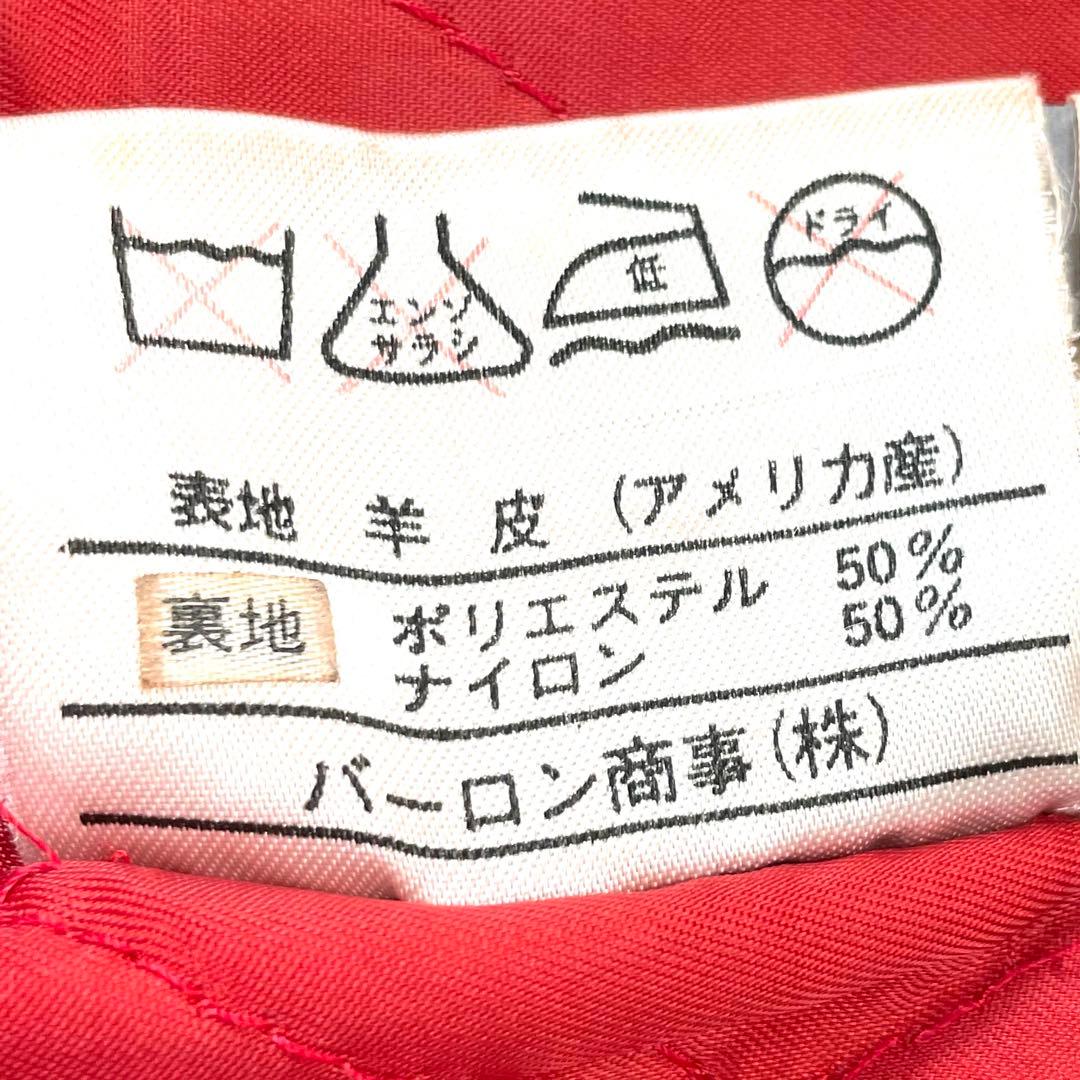 エンソ
サラシ
低
ドライ
表地 羊皮 (アメリカ産)
裏地 ポリエステル 50%
ナイロン 50%
バーロン商事(株)